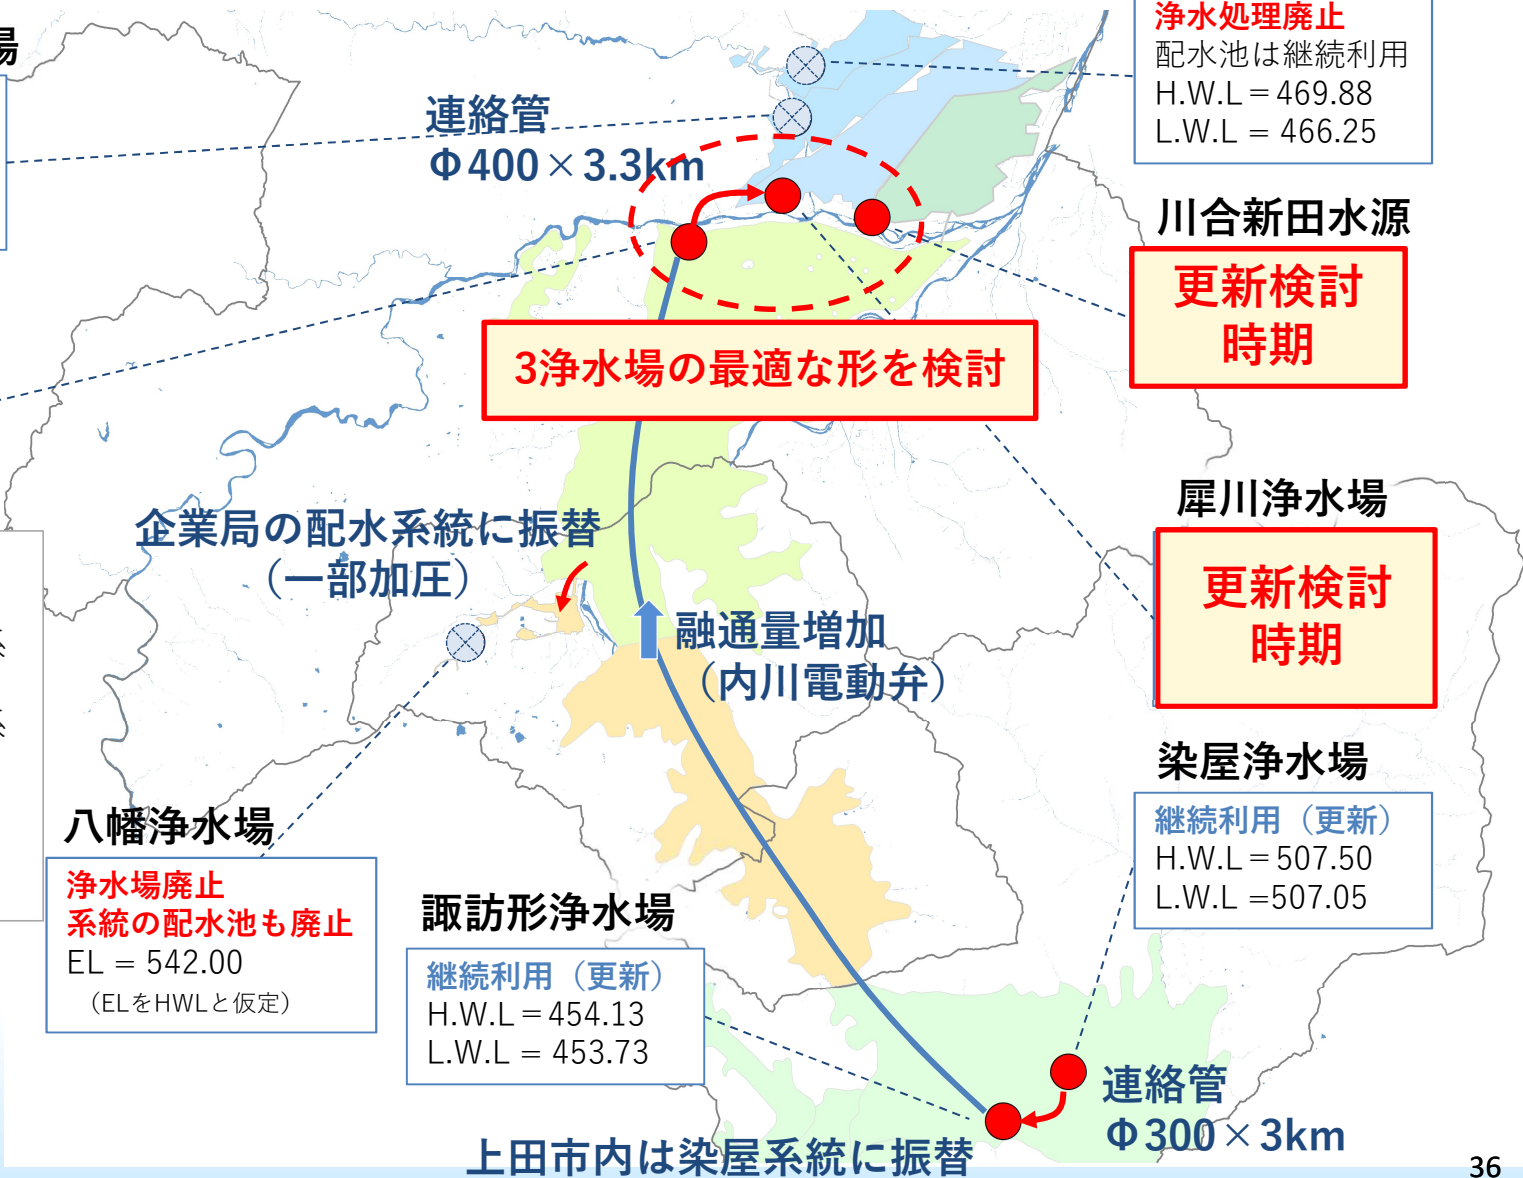 場
浄水処理廃止
配水池は継続利用
H.W.L＝469.88
L.W.L = 466.25
連絡管
Φ400×3.3km
川合新田水源
更新検討
時期
3浄水場の最適な形を検討
犀川浄水場
更新検討
時期
企業局の配水系統に振替
（一部加圧）
融通量増加
（内川電動弁）
染屋浄水場
継続利用（更新）
H.W.L＝507.50
L.W.L =507.05
八幡浄水場
浄水場廃止
系統の配水池も廃止
EL = 542.00
（ELをHWLと仮定）
諏訪形浄水場
継続利用（更新）
H.W.L＝454.13
L.W.L = 453.73
連絡管
Φ300×3km
上田市内は染屋系統に振替
36